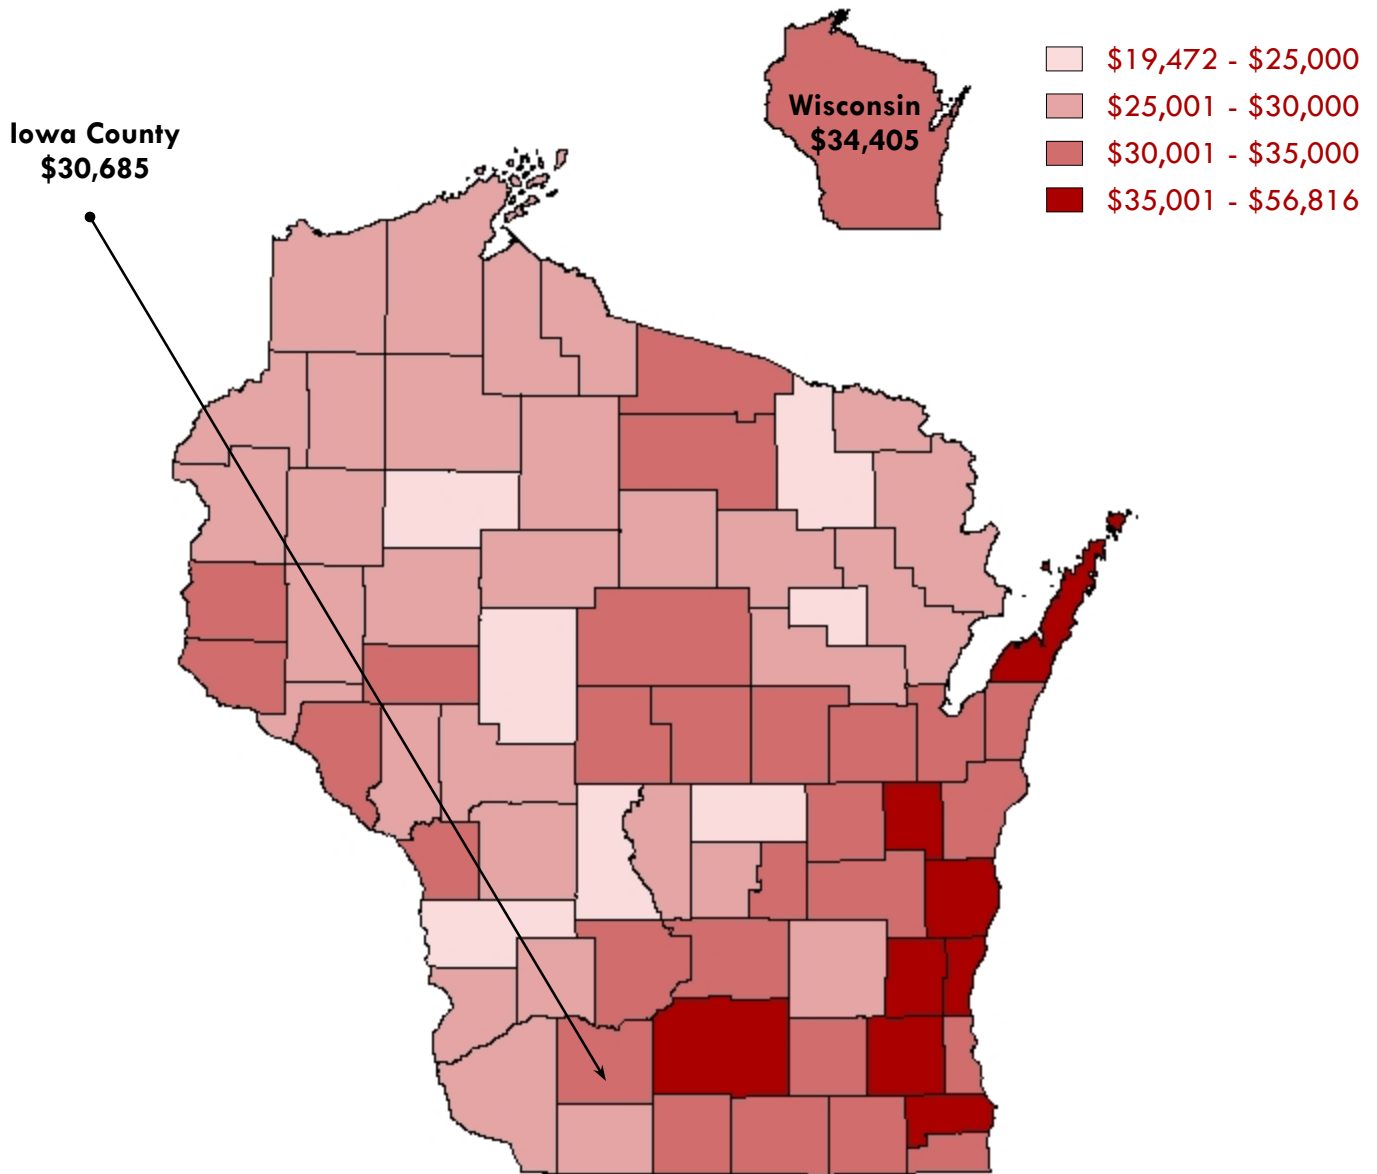 Iowa County
$30,685
Wisconsin
$34,405
$19,472 - $25,000
$25,001 - $30,000
$30,001 - $35,000
$35,001 - $56,816